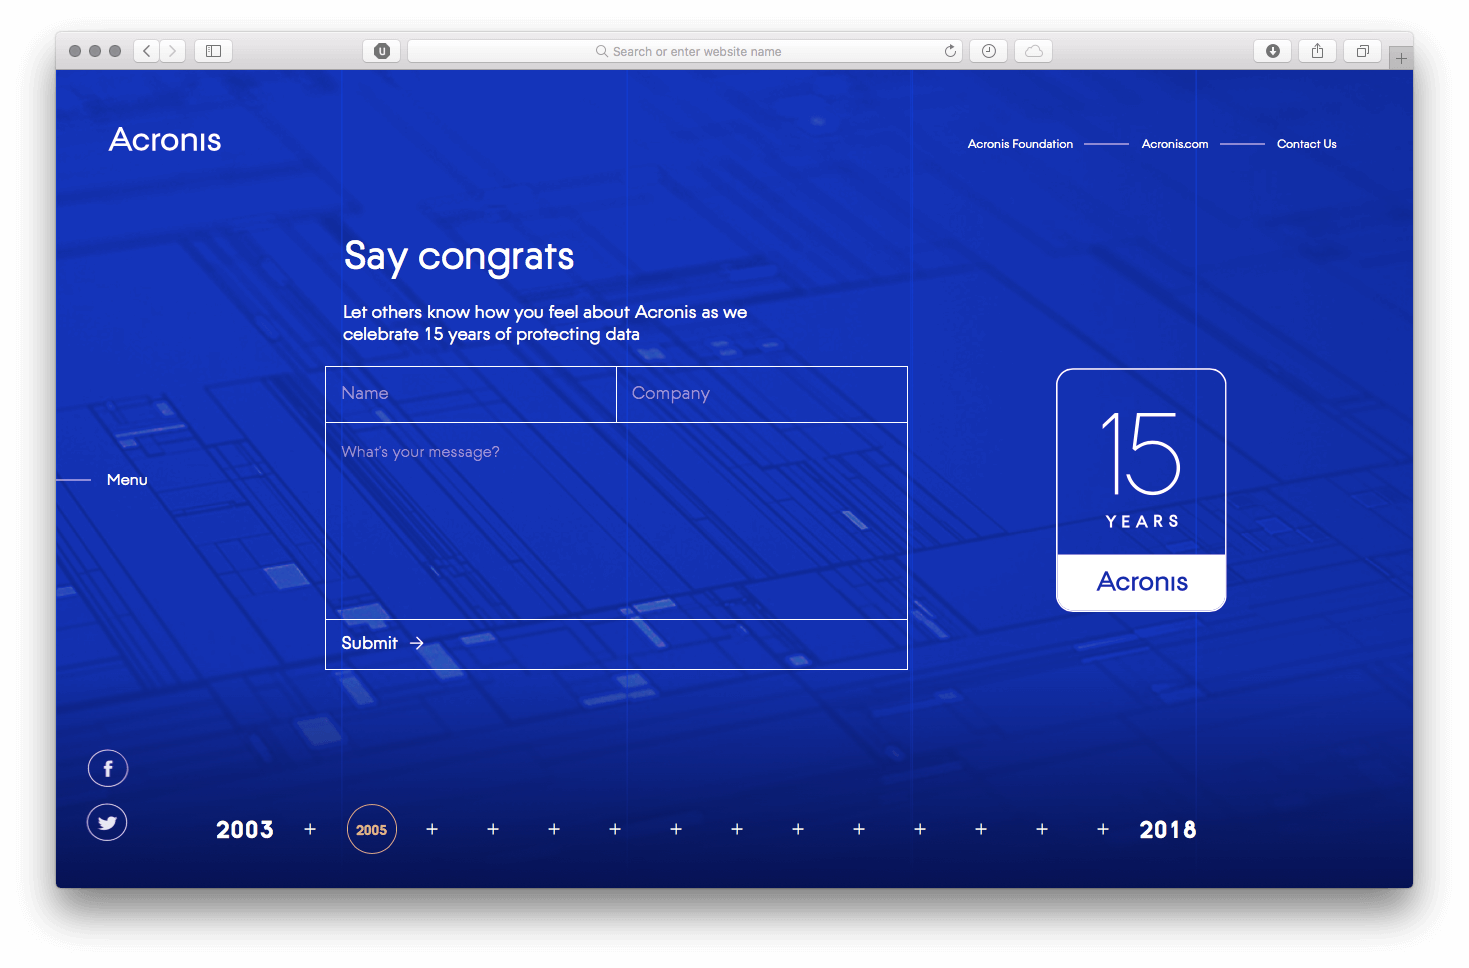 Search or enter website name
Acronis
Acronis Foundation
Acronis.com
Contact Us
Say congrats
Let others know how you feel about Acronis as we
celebrate 15 years of protecting data
Name
Company
What's your message?
Menu
Submit →
15
YEARS
Acronis
2003 + 2005 + + + + + + + + + + + + 2018